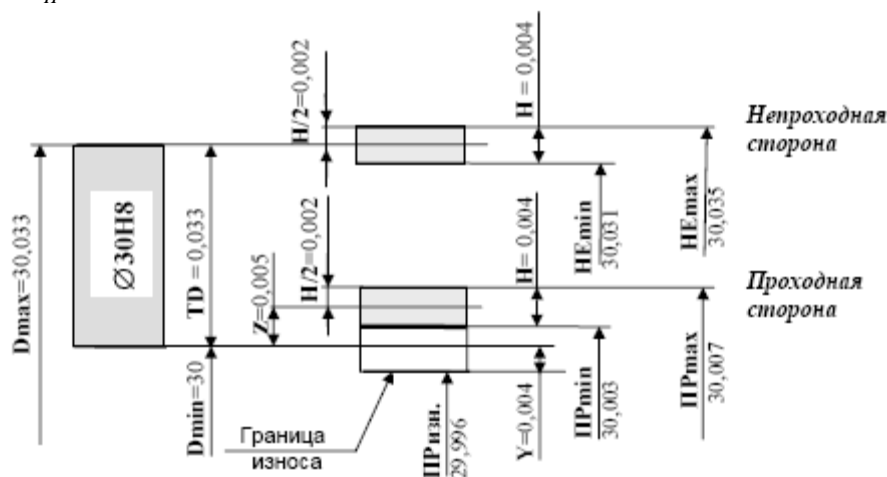 H/2=0,002
H = 0,004
Непроходная
сторона
Dmax=30,033
∅30H8
TD = 0,033
Z=0,005
H/2=0,002
H= 0,004
HEmin
30,031
HEmax
30,035
Проходная
сторона
Dmin=30
Граница
износа
ПРизн.
29,996
Y=0,004
ПРmin
30,003
ПРmax
30,007